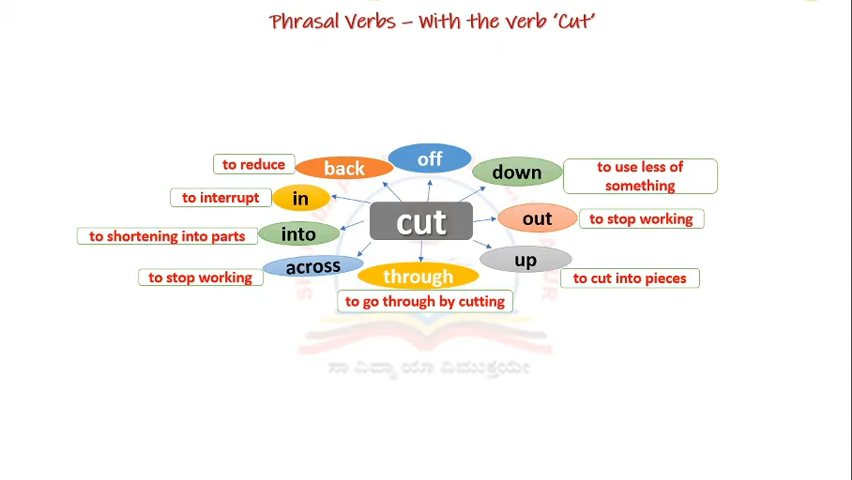 Phrasal Verbs – With the verb ‘Cut’
off
back
to reduce
down
to use less of
something
in
to interrupt
cut
out
to stop working
into
to shortening into parts
up
to cut into pieces
across
to stop working
through
to go through by cutting
ಸಾ ವಿದ್ಯಾ ಯಾ ವಿಮುಕ್ತಯೇ